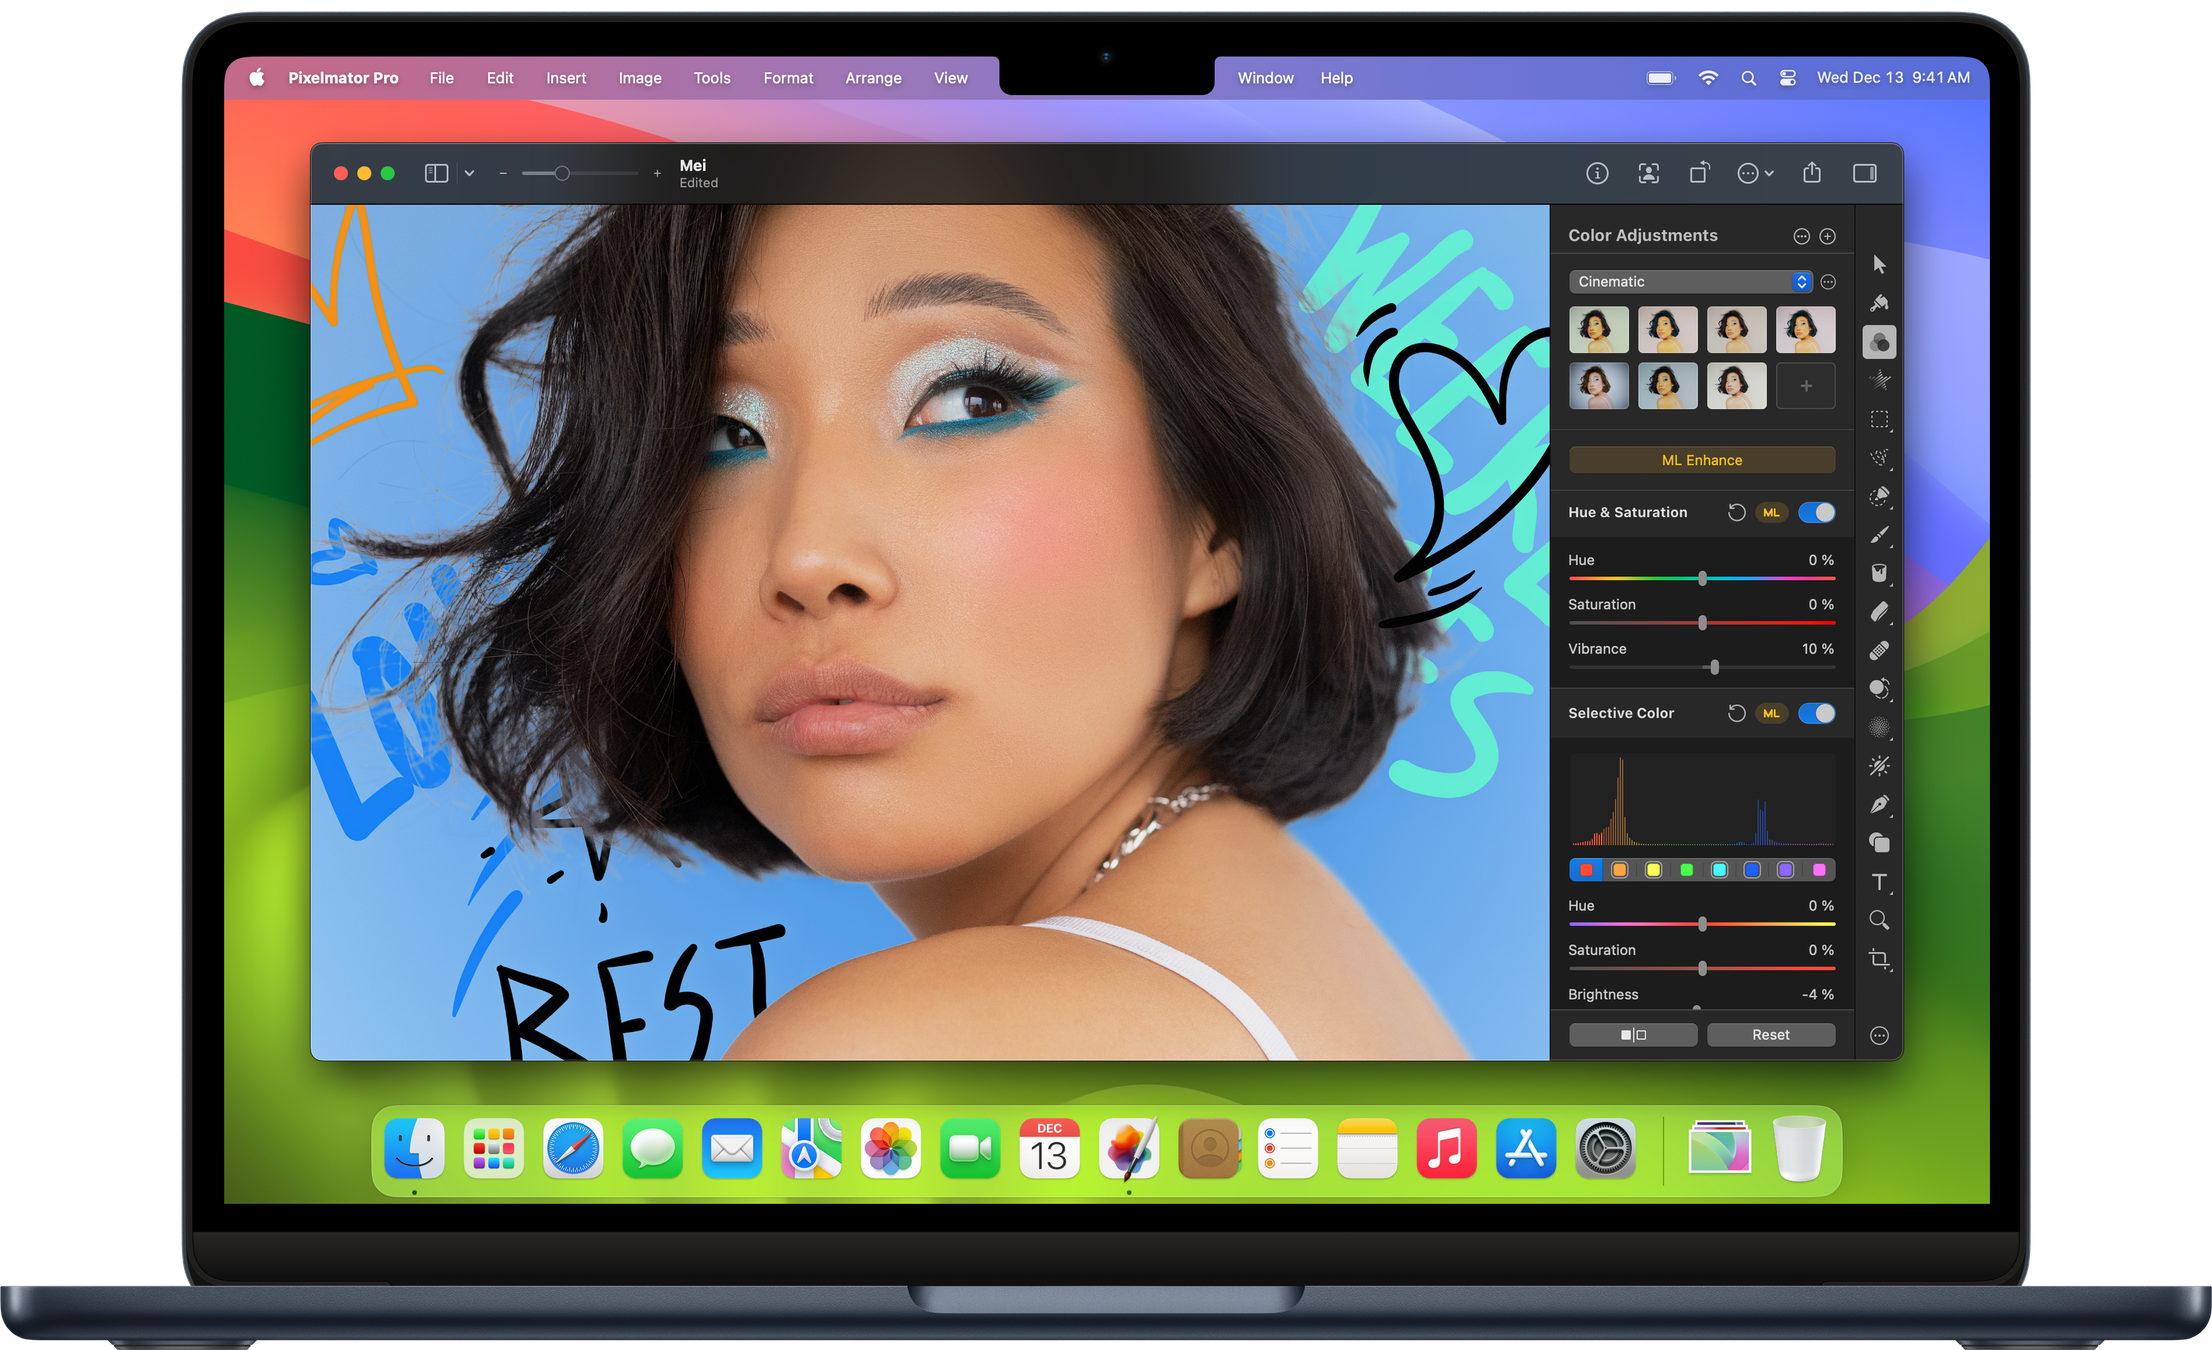 Pixelmator Pro File Edit Insert Image Tools Format Arrange View Window Help Wed Dec 13 9:41 AM
Mei
Edited
Color Adjustments
Cinematic
ML Enhance
Hue & Saturation ML
Hue 0 %
Saturation 0 %
Vibrance 10 %
Selective Color ML
Hue 0 %
Saturation 0 %
Brightness -4 %
Reset
BEST
DEC
13